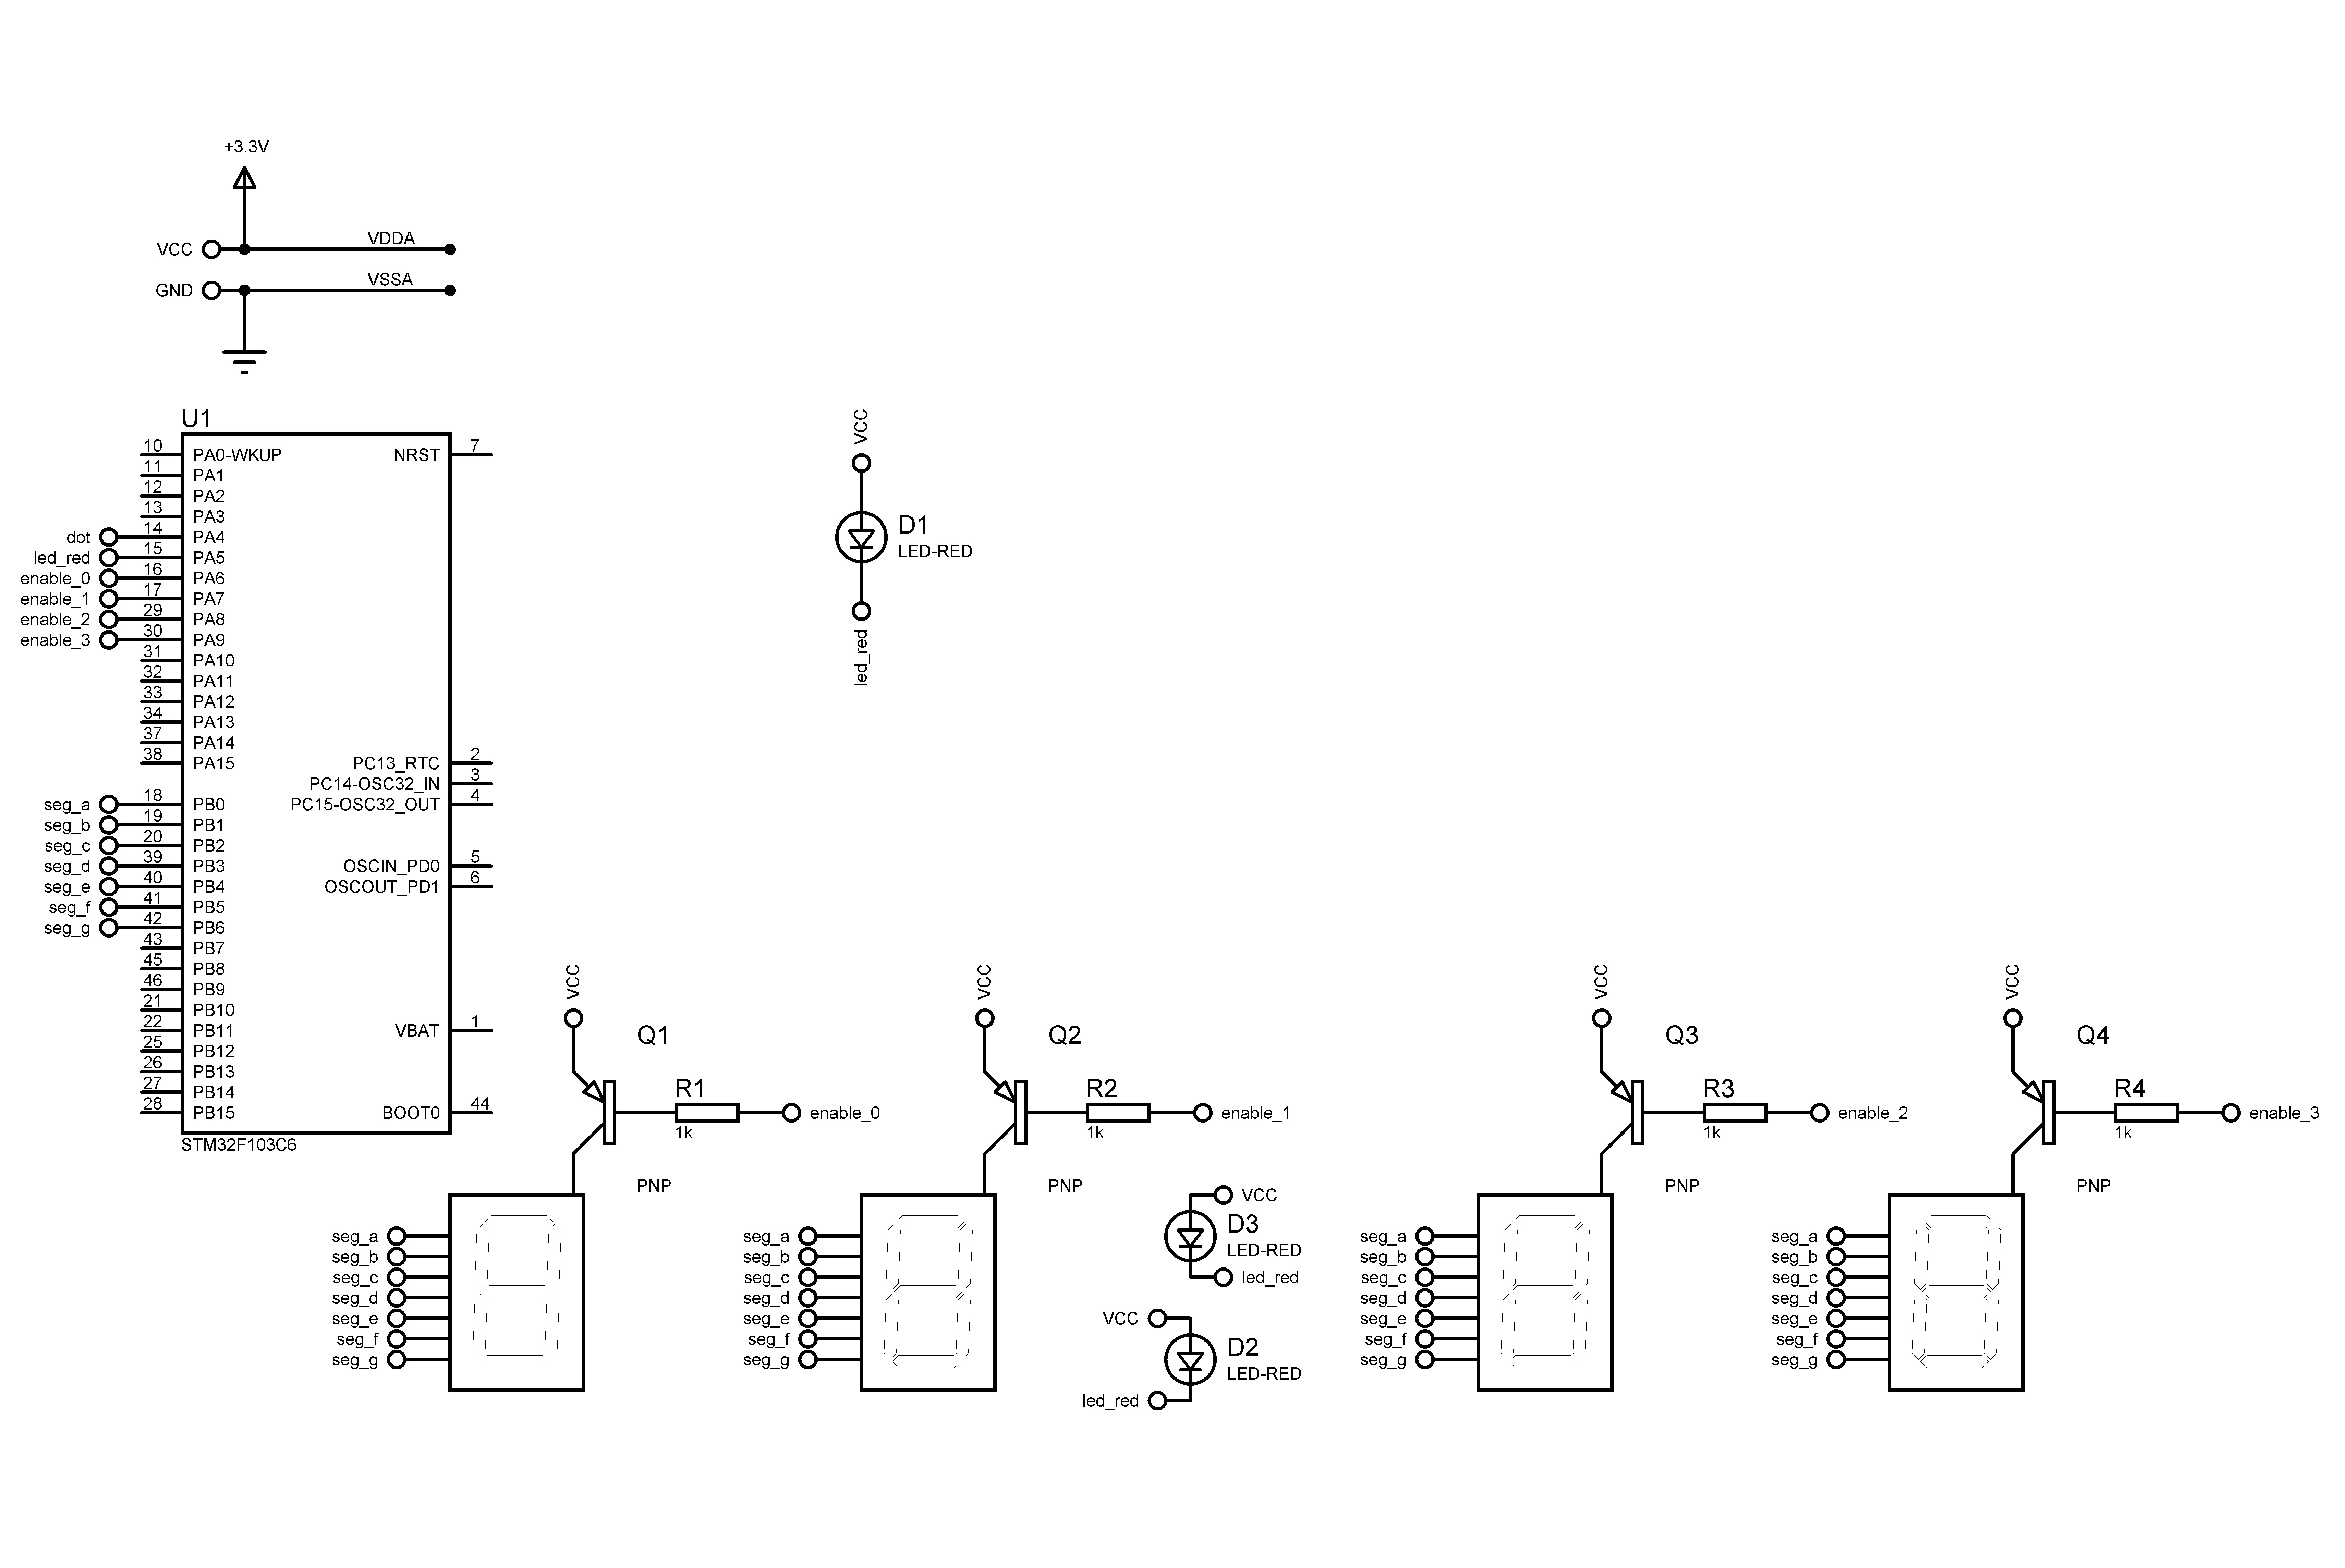 +3.3V
VCC
VDDA
GND
VSSA
U1
10 PA0-WKUP NRST 7
11 PA1
12 PA2
13 PA3
dot 14 PA4
led_red 15 PA5
enable_0 16 PA6
enable_1 17 PA7
enable_2 29 PA8
enable_3 30 PA9
31 PA10
32 PA11
33 PA12
34 PA13
37 PA14
38 PA15 PC13_RTC 2
PC14-OSC32_IN 3
seg_a 18 PB0 PC15-OSC32_OUT 4
seg_b 19 PB1
seg_c 20 PB2
seg_d 39 PB3 OSCIN_PD0 5
seg_e 40 PB4 OSCOUT_PD1 6
seg_f 41 PB5
seg_g 42 PB6
43 PB7
45 PB8
46 PB9
21 PB10
22 PB11 VBAT 1
25 PB12
26 PB13
27 PB14
28 PB15 BOOT0 44
STM32F103C6
VCC
D1
LED-RED
led_red
VCC
Q1
R1
1k
enable_0
PNP
seg_a
seg_b
seg_c
seg_d
seg_e
seg_f
seg_g
VCC
Q2
R2
1k
enable_1
PNP
seg_a
seg_b
seg_c
seg_d
seg_e
seg_f
seg_g
VCC
D3
LED-RED
led_red
VCC
D2
LED-RED
led_red
VCC
Q3
R3
1k
enable_2
PNP
seg_a
seg_b
seg_c
seg_d
seg_e
seg_f
seg_g
VCC
Q4
R4
1k
enable_3
PNP
seg_a
seg_b
seg_c
seg_d
seg_e
seg_f
seg_g